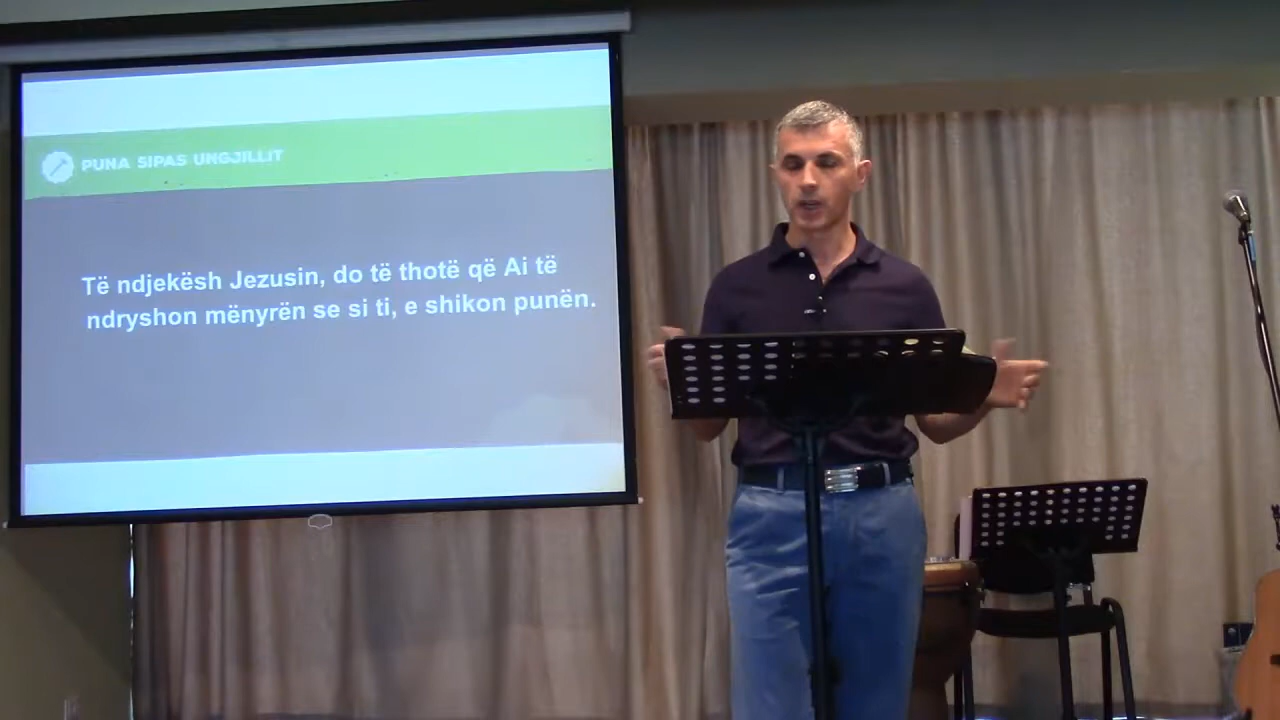 PUNA SIPAS UNGJILLIT
Të ndjekësh Jezusin, do të thotë që Ai të
ndryshon mënyrën se si ti, e shikon punën.